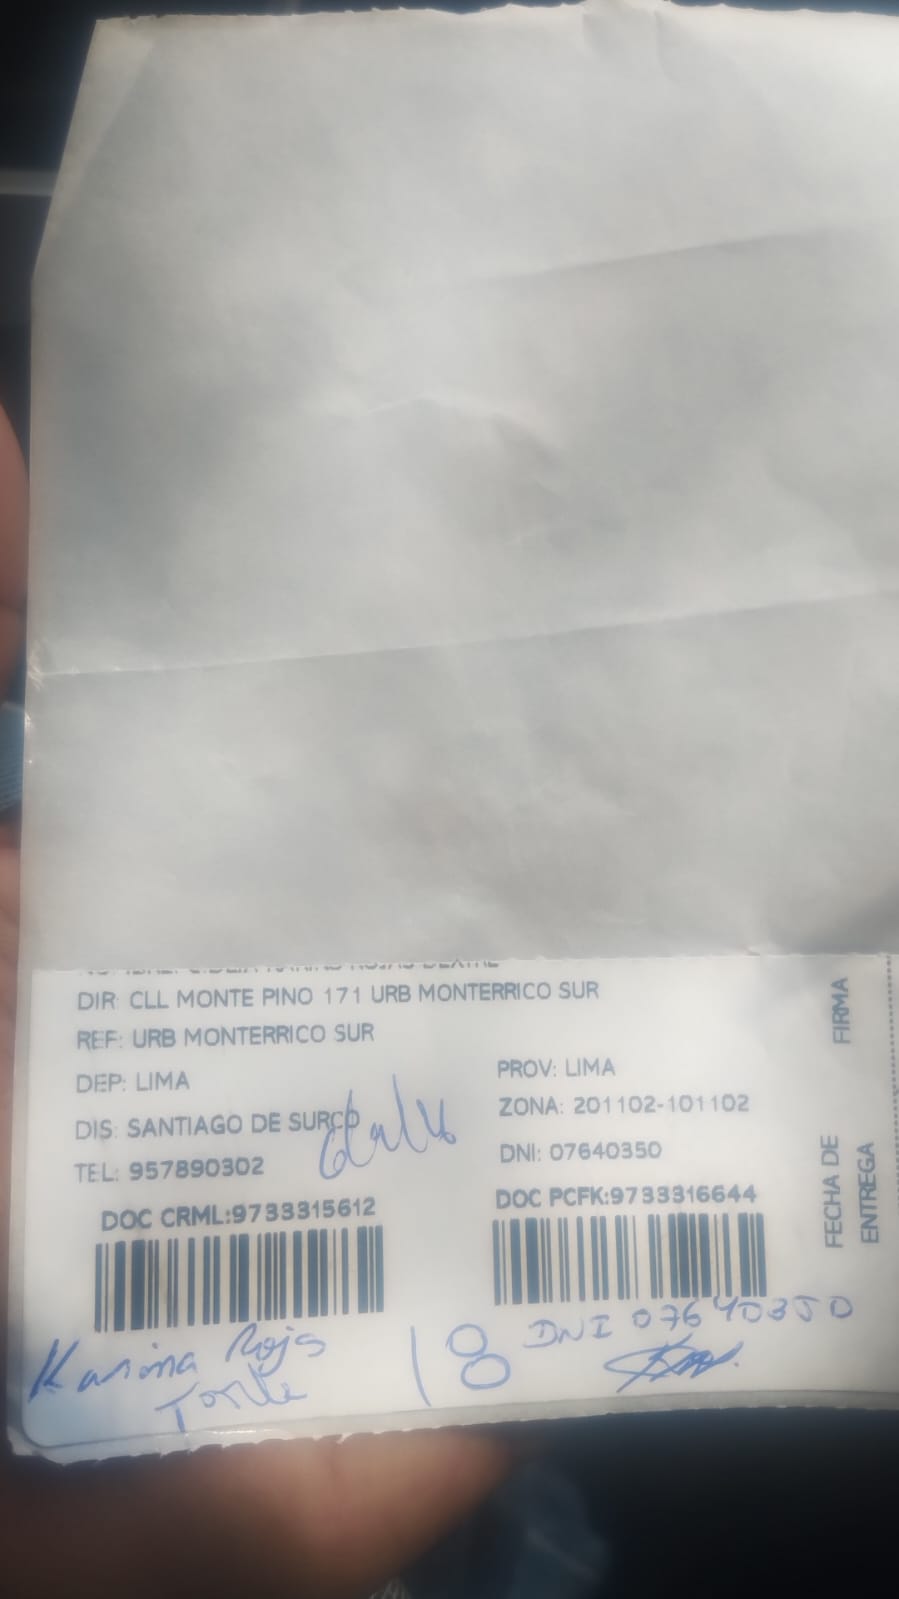 DIR: CLL MONTE PINO 171 URB MONTERRICO SUR
REF: URB MONTERRICO SUR
DEP: LIMA
PROV: LIMA
DIS: SANTIAGO DE SURCO
ZONA: 201102-101102
TEL: 957890302
DNI: 07640350
DOC CRML:9733315612
DOC PCFK:9733316644
FIRMA
FECHA DE
ENTREGA
Karina Rojas
18
DNI 07640350